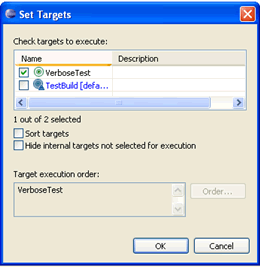 Set Targets
Check targets to execute:
Name Description
VerboseTest
TestBuild [defa...
1 out of 2 selected
Sort targets
Hide internal targets not selected for execution
Target execution order:
VerboseTest
Order...
OK Cancel